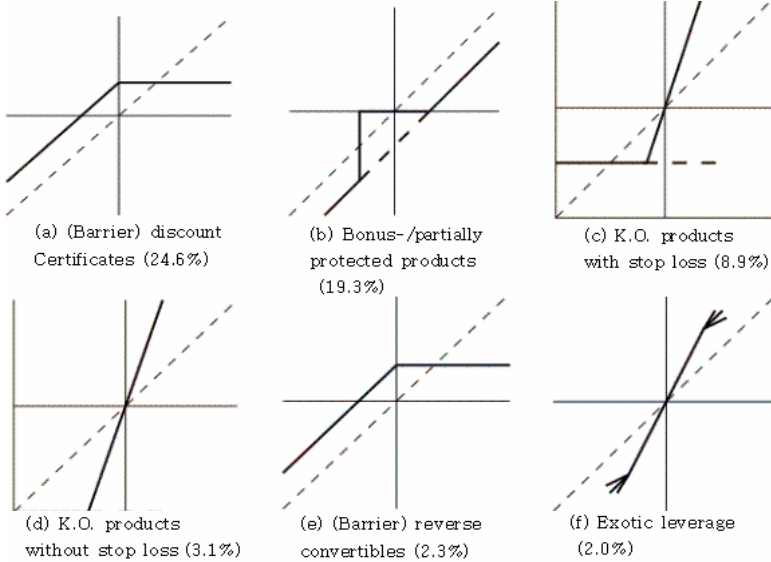 (a) (Barrier) discount
Certificates (24.6%)
(b) Bonus-/partially
protected products
(19.3%)
(c) K.O. products
with stop loss (8.9%)
(d) K.O. products
without stop loss (3.1%)
(e) (Barrier) reverse
convertibles (2.3%)
(f) Exotic leverage
(2.0%)